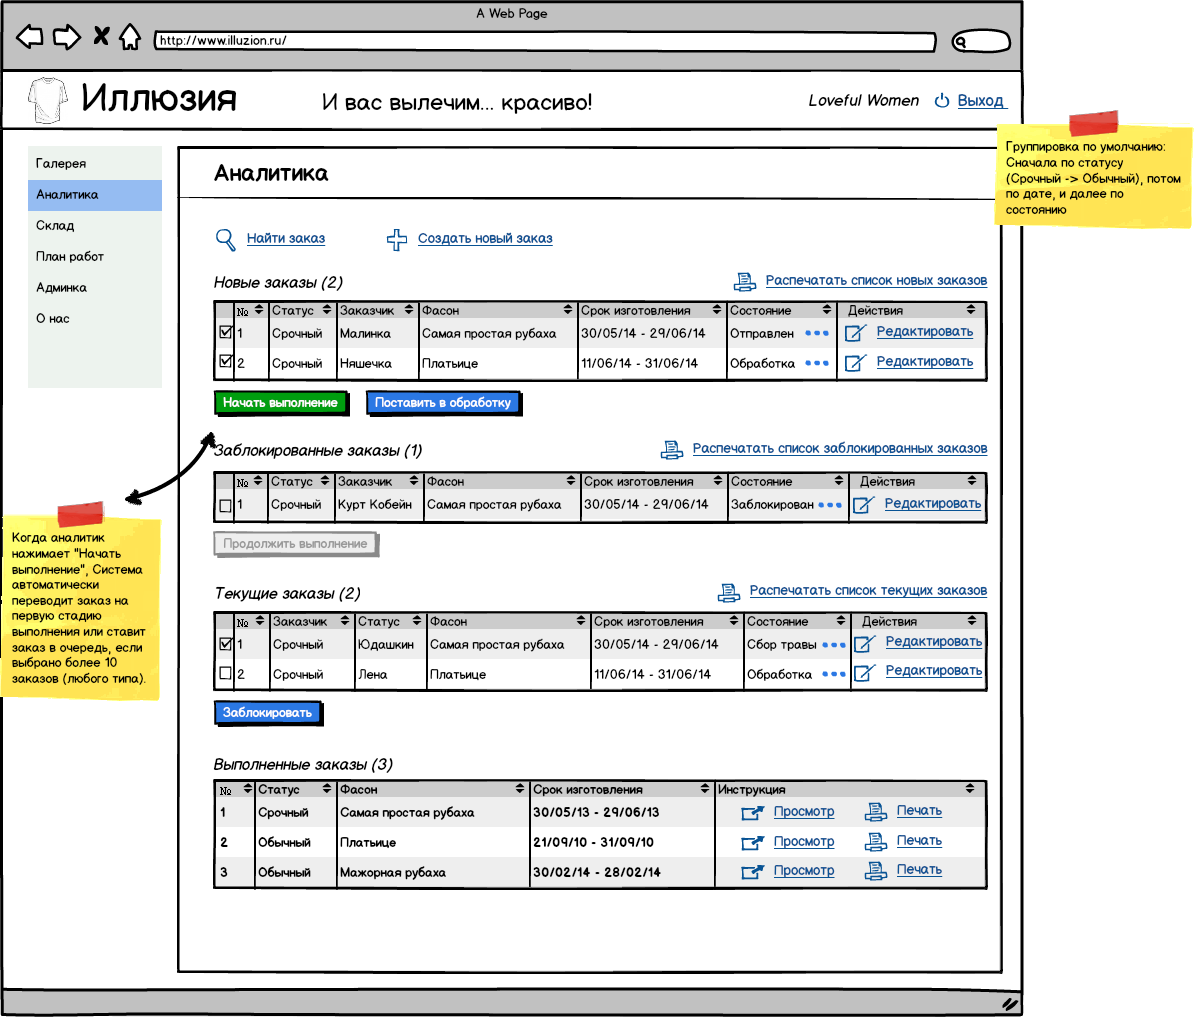 A Web Page
http://www.illuzion.ru/
Иллюзия
И вас вылечим... красиво!
Loveful Women
Выход
Группировка по умолчанию:
Сначала по статусу
(Срочный -> Обычный), потом
по дате, и далее по
состоянию
Галерея
Аналитика
Склад
План работ
Админка
О нас
Аналитика
Найти заказ
Создать новый заказ
Новые заказы (2)
Распечатать список новых заказов
№ Статус Заказчик Фасон Срок изготовления Состояние Действия
1 Срочный Малинка Самая простая рубаха 30/05/14 - 29/06/14 Отправлен Редактировать
2 Срочный Няшечка Платьице 11/06/14 - 31/06/14 Обработка Редактировать
Начать выполнение
Поставить в обработку
Заблокированные заказы (1)
Распечатать список заблокированных заказов
№ Статус Заказчик Фасон Срок изготовления Состояние Действия
1 Срочный Курт Кобейн Самая простая рубаха 30/05/14 - 29/06/14 Заблокирован Редактировать
Продолжить выполнение
Когда аналитик
нажимает "Начать
выполнение", Система
автоматически
переводит заказ на
первую стадию
выполнения или ставит
заказ в очередь, если
выбрано более 10
заказов (любого типа).
Текущие заказы (2)
Распечатать список текущих заказов
№ Заказчик Статус Фасон Срок изготовления Состояние Действия
1 Срочный Юдашкин Самая простая рубаха 30/05/14 - 29/06/14 Сбор травы Редактировать
2 Срочный Лена Платьице 11/06/14 - 31/06/14 Обработка Редактировать
Заблокировать
Выполненные заказы (3)
№ Статус Фасон Срок изготовления Инструкция
1 Срочный Самая простая рубаха 30/05/13 - 29/06/13 Просмотр Печать
2 Обычный Платьице 21/09/10 - 31/09/10 Просмотр Печать
3 Обычный Мажорная рубаха 30/02/14 - 28/02/14 Просмотр Печать